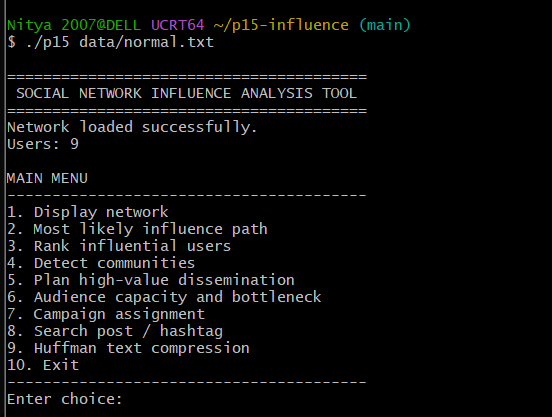 Nitya 2007@DELL UCRT64 ~/p15-influence (main)
$ ./p15 data/normal.txt
========================================
SOCIAL NETWORK INFLUENCE ANALYSIS TOOL
========================================
Network loaded successfully.
Users: 9
MAIN MENU
----------------------------------------
1. Display network
2. Most likely influence path
3. Rank influential users
4. Detect communities
5. Plan high-value dissemination
6. Audience capacity and bottleneck
7. Campaign assignment
8. Search post / hashtag
9. Huffman text compression
10. Exit
----------------------------------------
Enter choice: